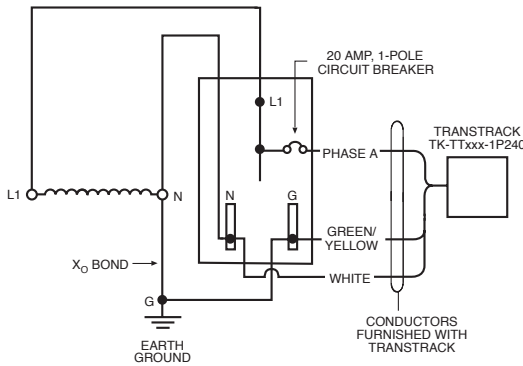 20 AMP, 1-POLE
CIRCUIT BREAKER
L1
TRANSTRACK
TK-TTxxx-1P240
PHASE A
L1
N
N
G
GREEN/
YELLOW
XO BOND
WHITE
G
EARTH
GROUND
CONDUCTORS
FURNISHED WITH
TRANSTRACK